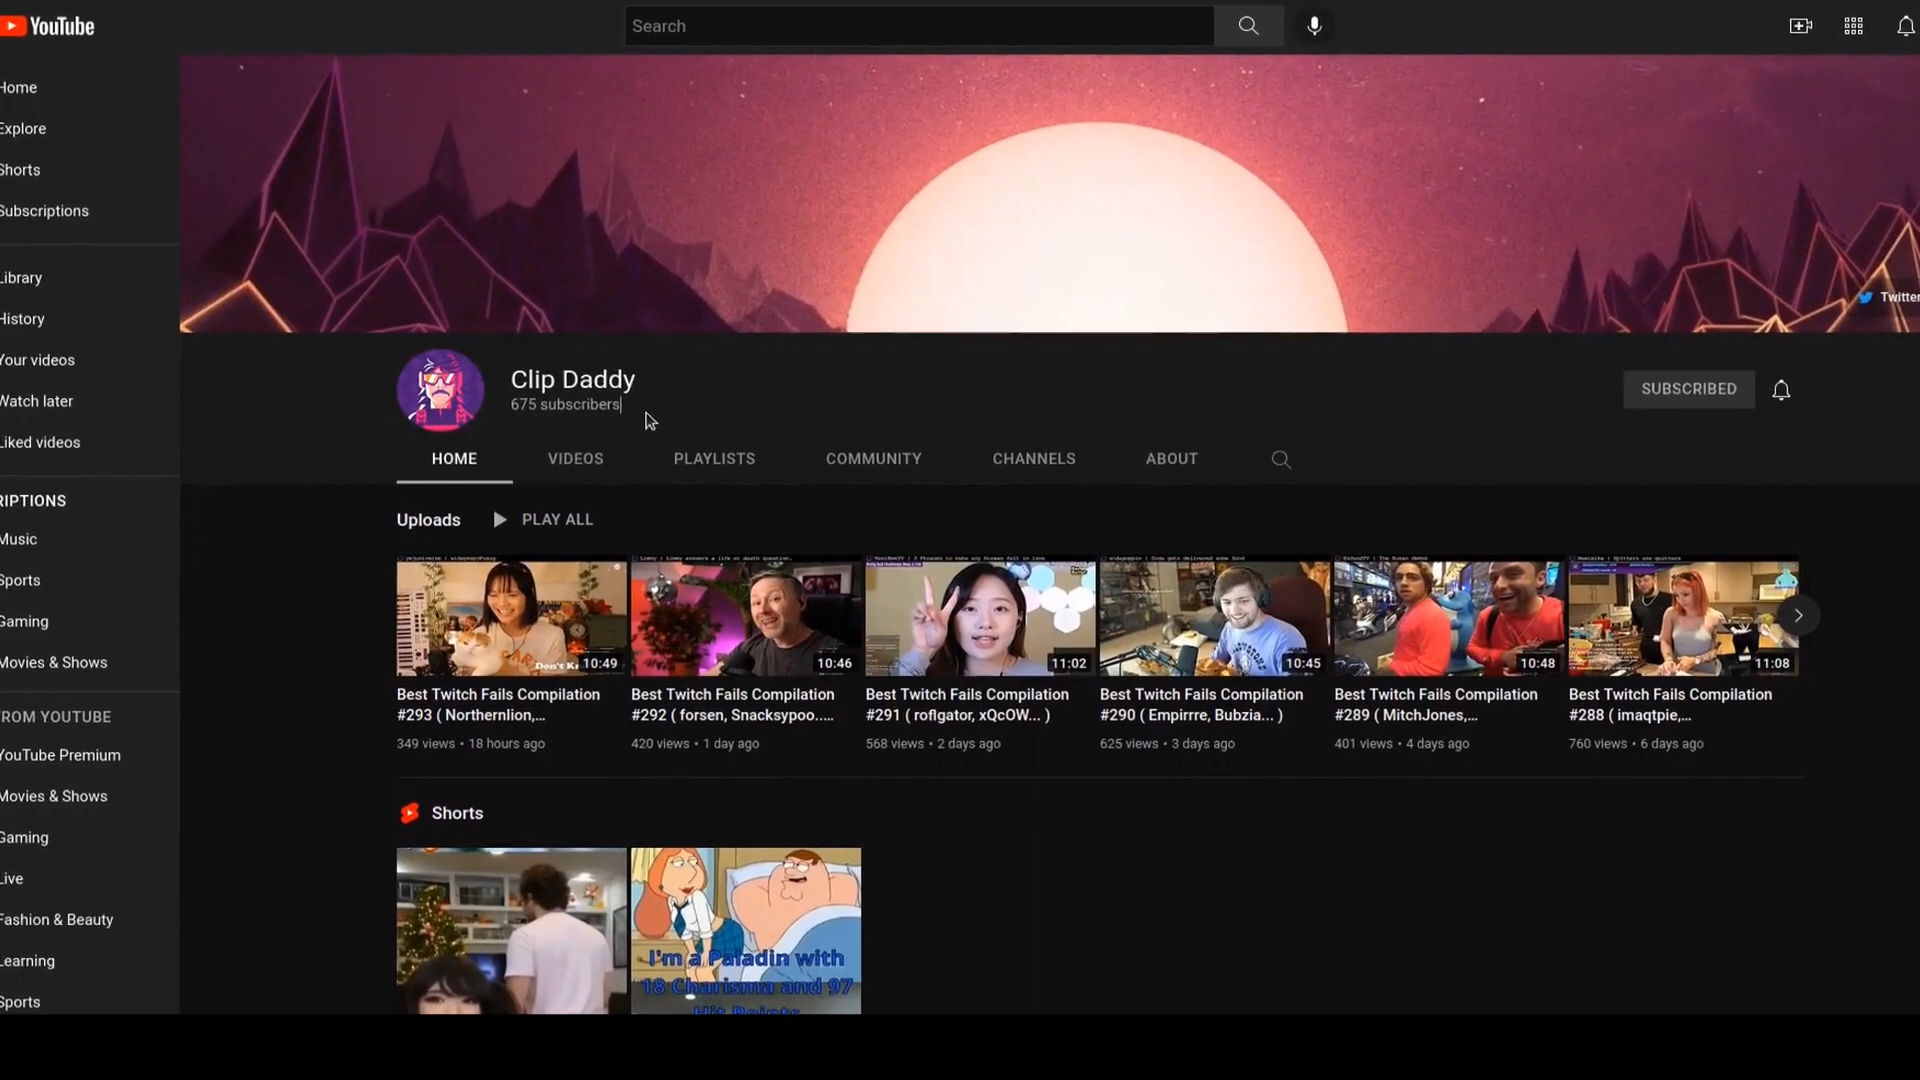 YouTube
Search
Home
Explore
Shorts
Subscriptions
Library
History
Your videos
Watch later
Liked videos
RIPTIONS
Music
Sports
Gaming
Movies & Shows
ROM YOUTUBE
YouTube Premium
Movies & Shows
Gaming
Live
Fashion & Beauty
Learning
Sports
Twitter
Clip Daddy
675 subscribers
SUBSCRIBED
HOME VIDEOS PLAYLISTS COMMUNITY CHANNELS ABOUT
Uploads PLAY ALL
Don't K
10:49 10:46 11:02 10:45 10:48 11:08
Best Twitch Fails Compilation
#293 ( Northernlion,...
349 views • 18 hours ago
Best Twitch Fails Compilation
#292 ( forsen, Snacksypoo....
420 views • 1 day ago
Best Twitch Fails Compilation
#291 ( roflgator, xQcOW... )
568 views • 2 days ago
Best Twitch Fails Compilation
#290 ( Empirrre, Bubzia... )
625 views • 3 days ago
Best Twitch Fails Compilation
#289 ( MitchJones,...
401 views • 4 days ago
Best Twitch Fails Compilation
#288 ( imaqtpie,...
760 views • 6 days ago
Shorts
I'm a Paladin with
18 Charisma and 97
Hit Points